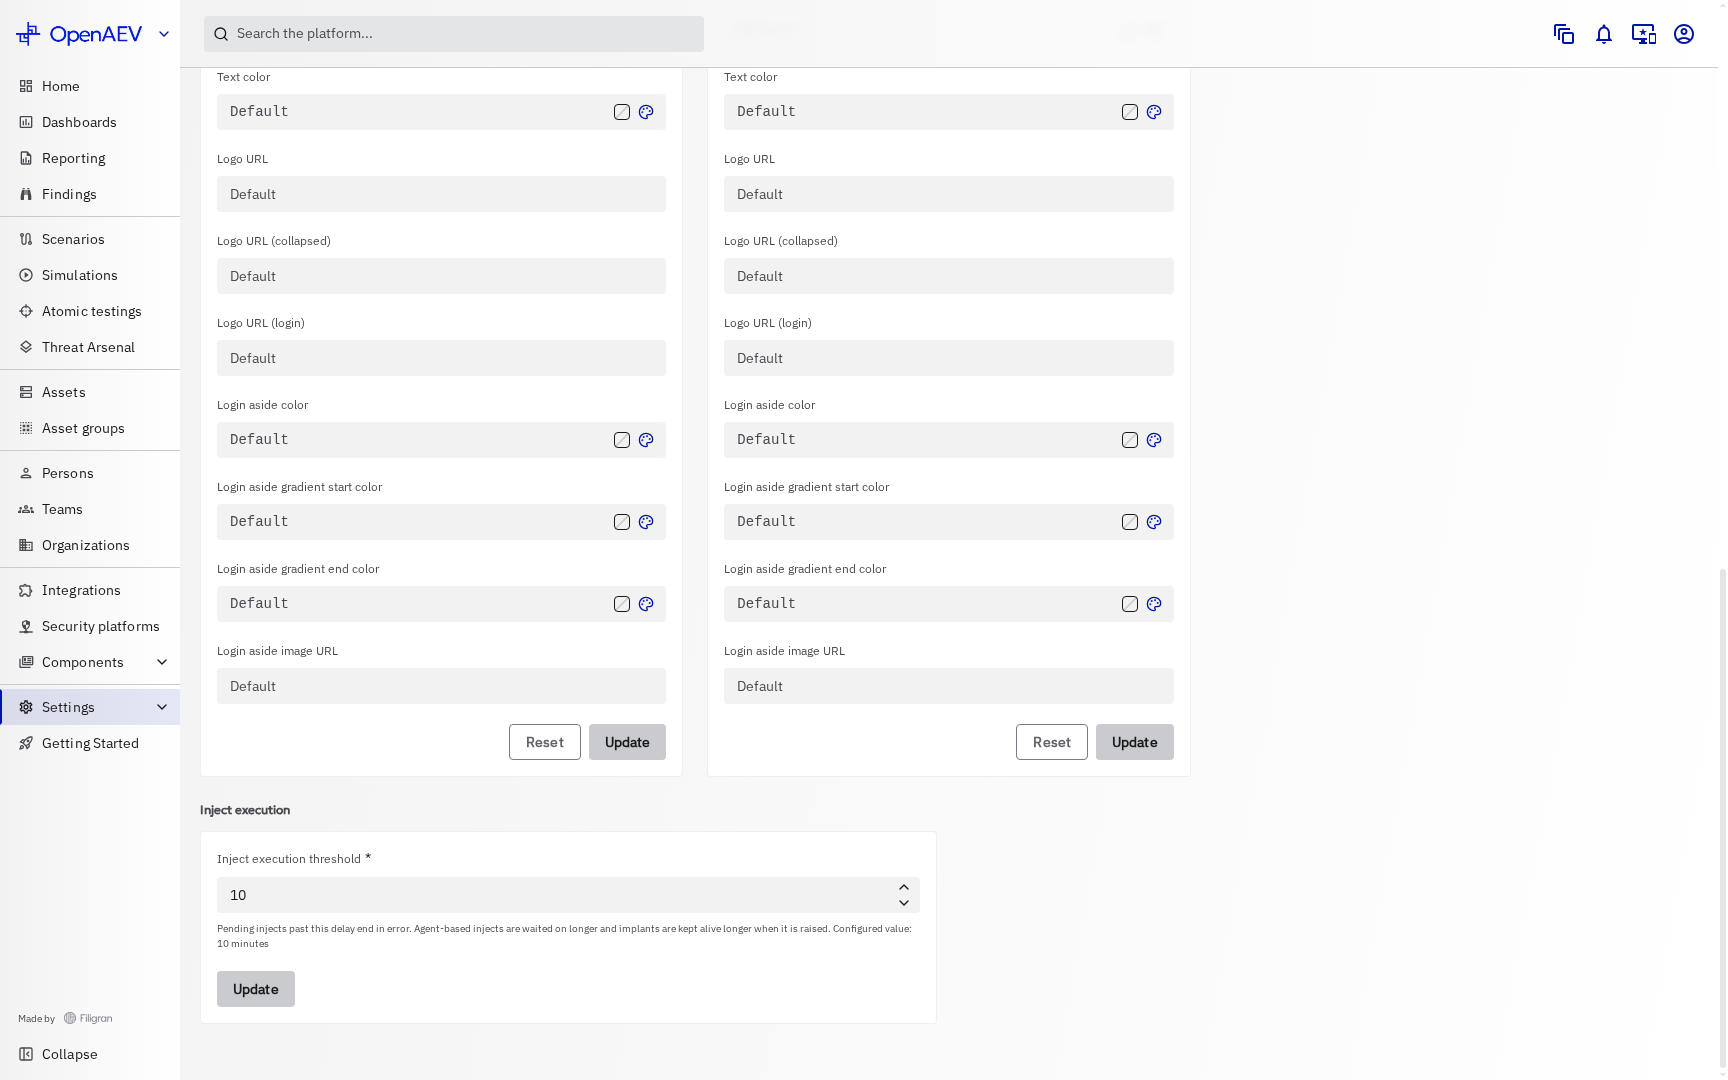 OpenAEV
Search the platform...
Home
Dashboards
Reporting
Findings
Scenarios
Simulations
Atomic testings
Threat Arsenal
Assets
Asset groups
Persons
Teams
Organizations
Integrations
Security platforms
Components
Settings
Getting Started
Made by Filigran
Collapse
Text color
Default
Logo URL
Default
Logo URL (collapsed)
Default
Logo URL (login)
Default
Login aside color
Default
Login aside gradient start color
Default
Login aside gradient end color
Default
Login aside image URL
Default
Reset Update
Text color
Default
Logo URL
Default
Logo URL (collapsed)
Default
Logo URL (login)
Default
Login aside color
Default
Login aside gradient start color
Default
Login aside gradient end color
Default
Login aside image URL
Default
Reset Update
Inject execution
Inject execution threshold *
10
Pending injects past this delay end in error. Agent-based injects are waited on longer and implants are kept alive longer when it is raised. Configured value:
10 minutes
Update